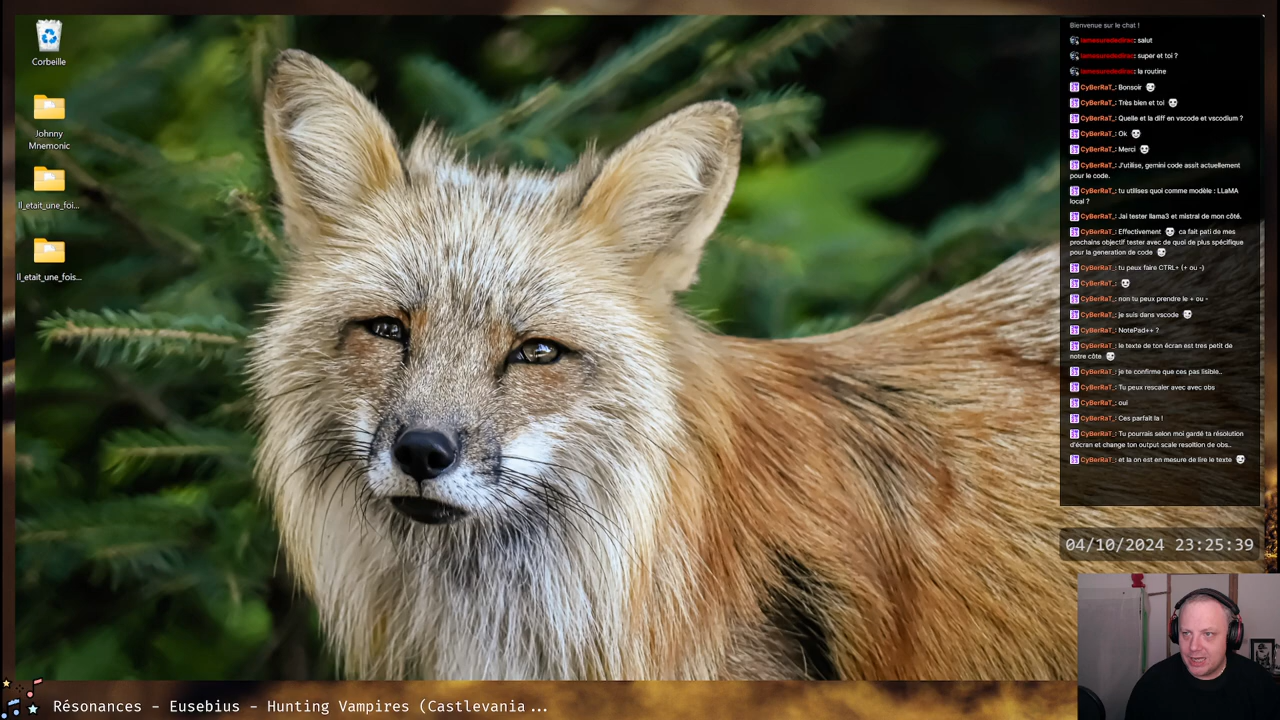 Corbeille
Johnny
Mnemonic
Il_etait_une_foi...
Il_etait_une_fois...
Bienvenue sur le chat !
: salut
: super et toi ?
: la routine
CyBerRaT_: Bonsoir
CyBerRaT_: Très bien et toi
CyBerRaT_: Quelle et la diff en vscode et vscodium ?
CyBerRaT_: Ok
CyBerRaT_: Merci
CyBerRaT_: J'utilise, gemini code assit actuellement
pour le code.
CyBerRaT_: tu utilises quoi comme modèle : LLaMA
local ?
CyBerRaT_: Jai tester llama3 et mistral de mon côté.
CyBerRaT_: Effectivement ca fait pati de mes
prochains objectif tester avec de quoi de plus spécifique
pour la generation de code
CyBerRaT_: tu peux faire CTRL+ (+ ou -)
CyBerRaT_:
CyBerRaT_: non tu peux prendre le + ou -
CyBerRaT_: je suis dans vscode
CyBerRaT_: NotePad++ ?
CyBerRaT_: le texte de ton écran est tres petit de
notre côte
CyBerRaT_: je te confirme que ces pas lisible..
CyBerRaT_: Tu peux rescaler avec avec obs
CyBerRaT_: oui
CyBerRaT_: Ces parfait la !
CyBerRaT_: Tu pourrais selon moi gardé ta résolution
d'écran et change ton output scale resoltion de obs..
CyBerRaT_: et la on est en mesure de lire le texte
04/10/2024 23:25:39
Résonances - Eusebius - Hunting Vampires (Castlevania...